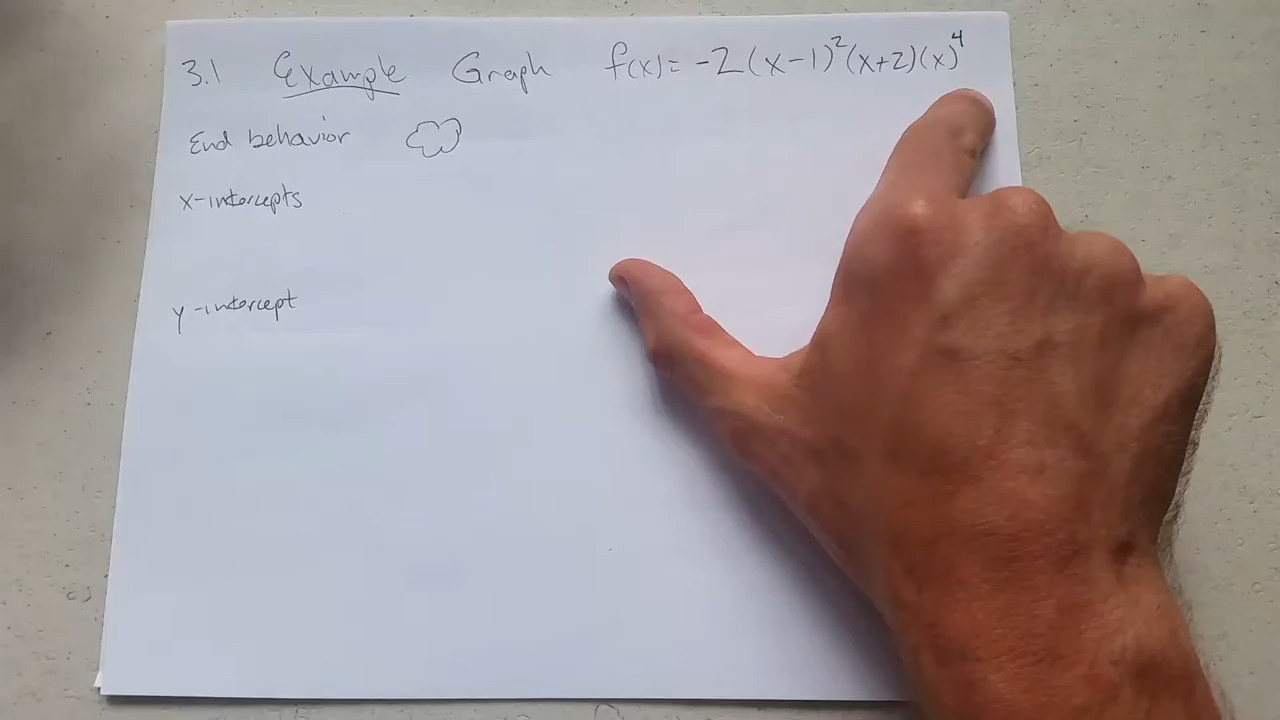 3.1 Example Graph f(x)= -2(x-1)²(x+2)(x)⁴
End behavior
x-intercepts
y-intercept